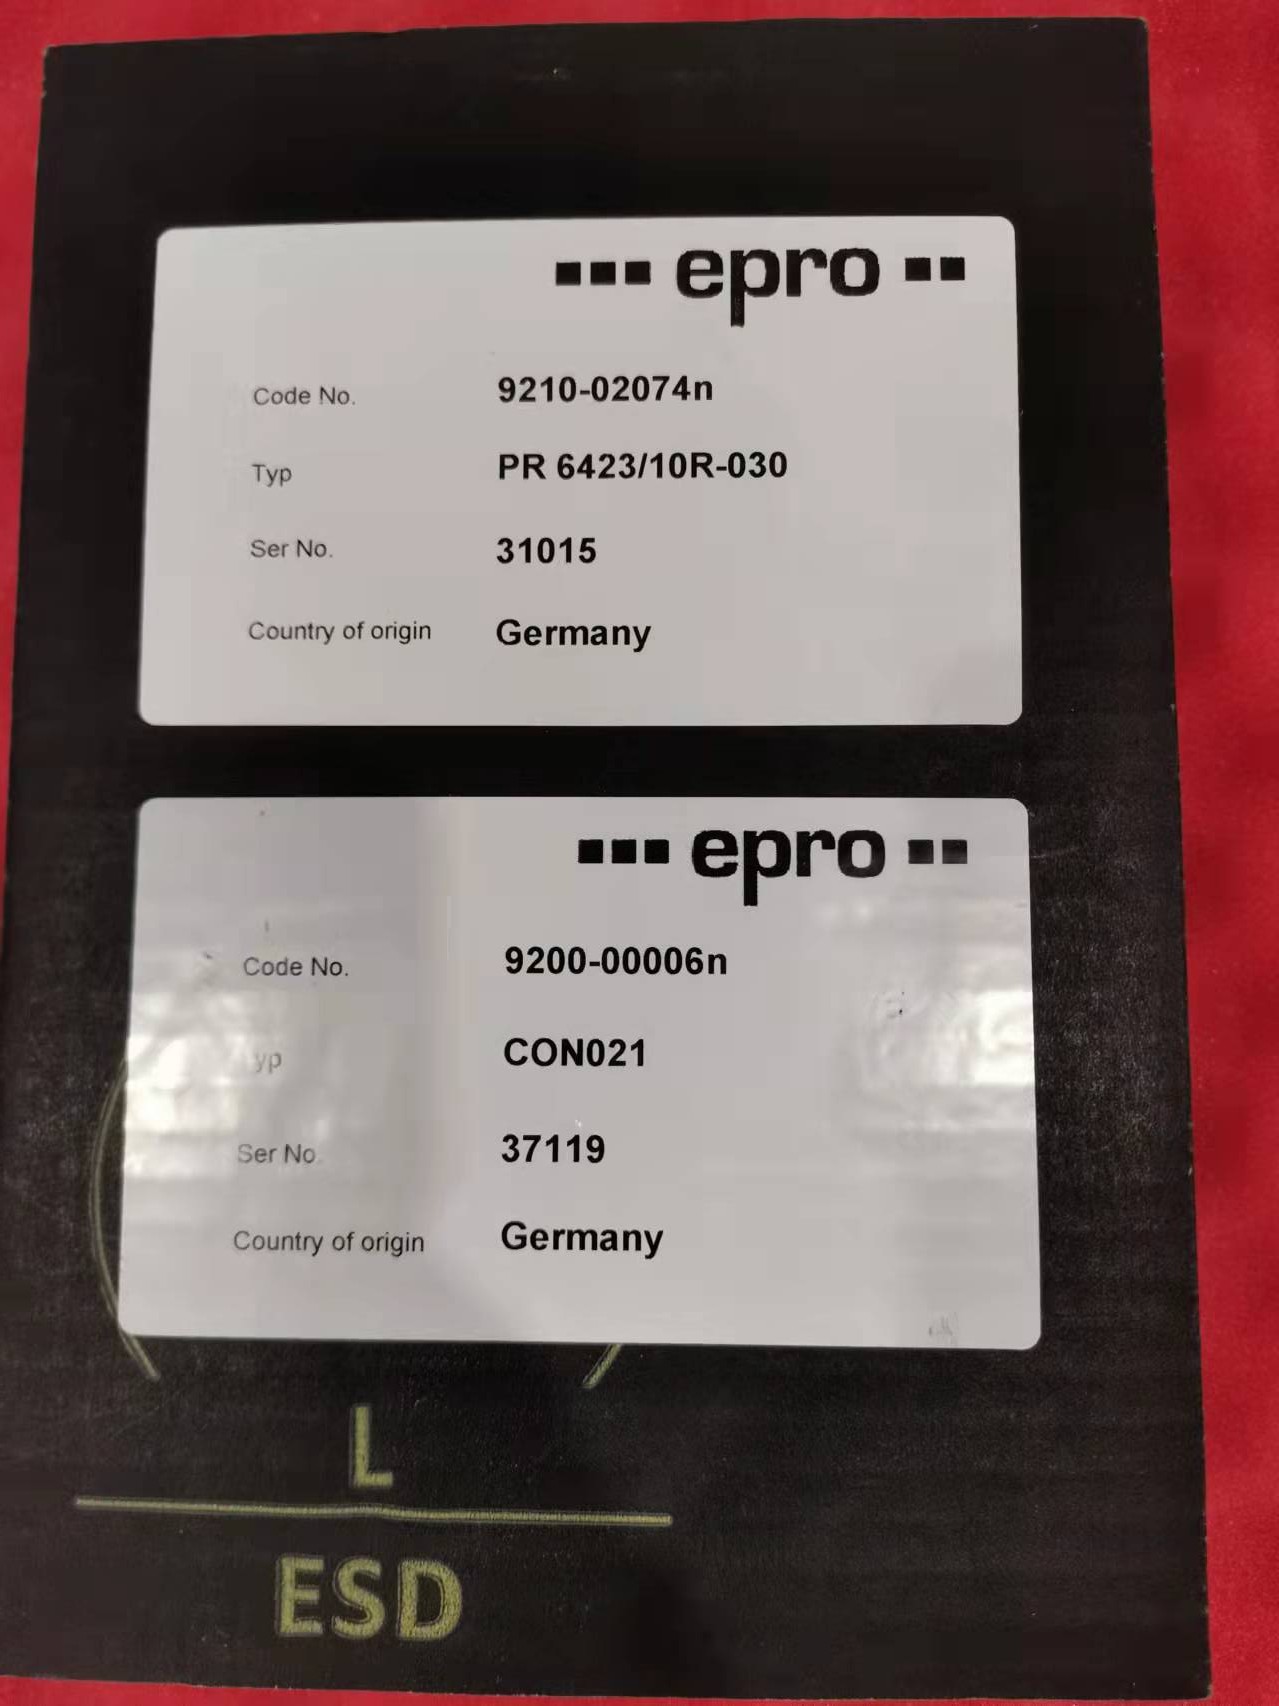 epro
Code No. 9210-02074n
Typ PR 6423/10R-030
Ser No. 31015
Country of origin Germany
epro
Code No. 9200-00006n
Typ CON021
Ser No. 37119
Country of origin Germany
L
ESD